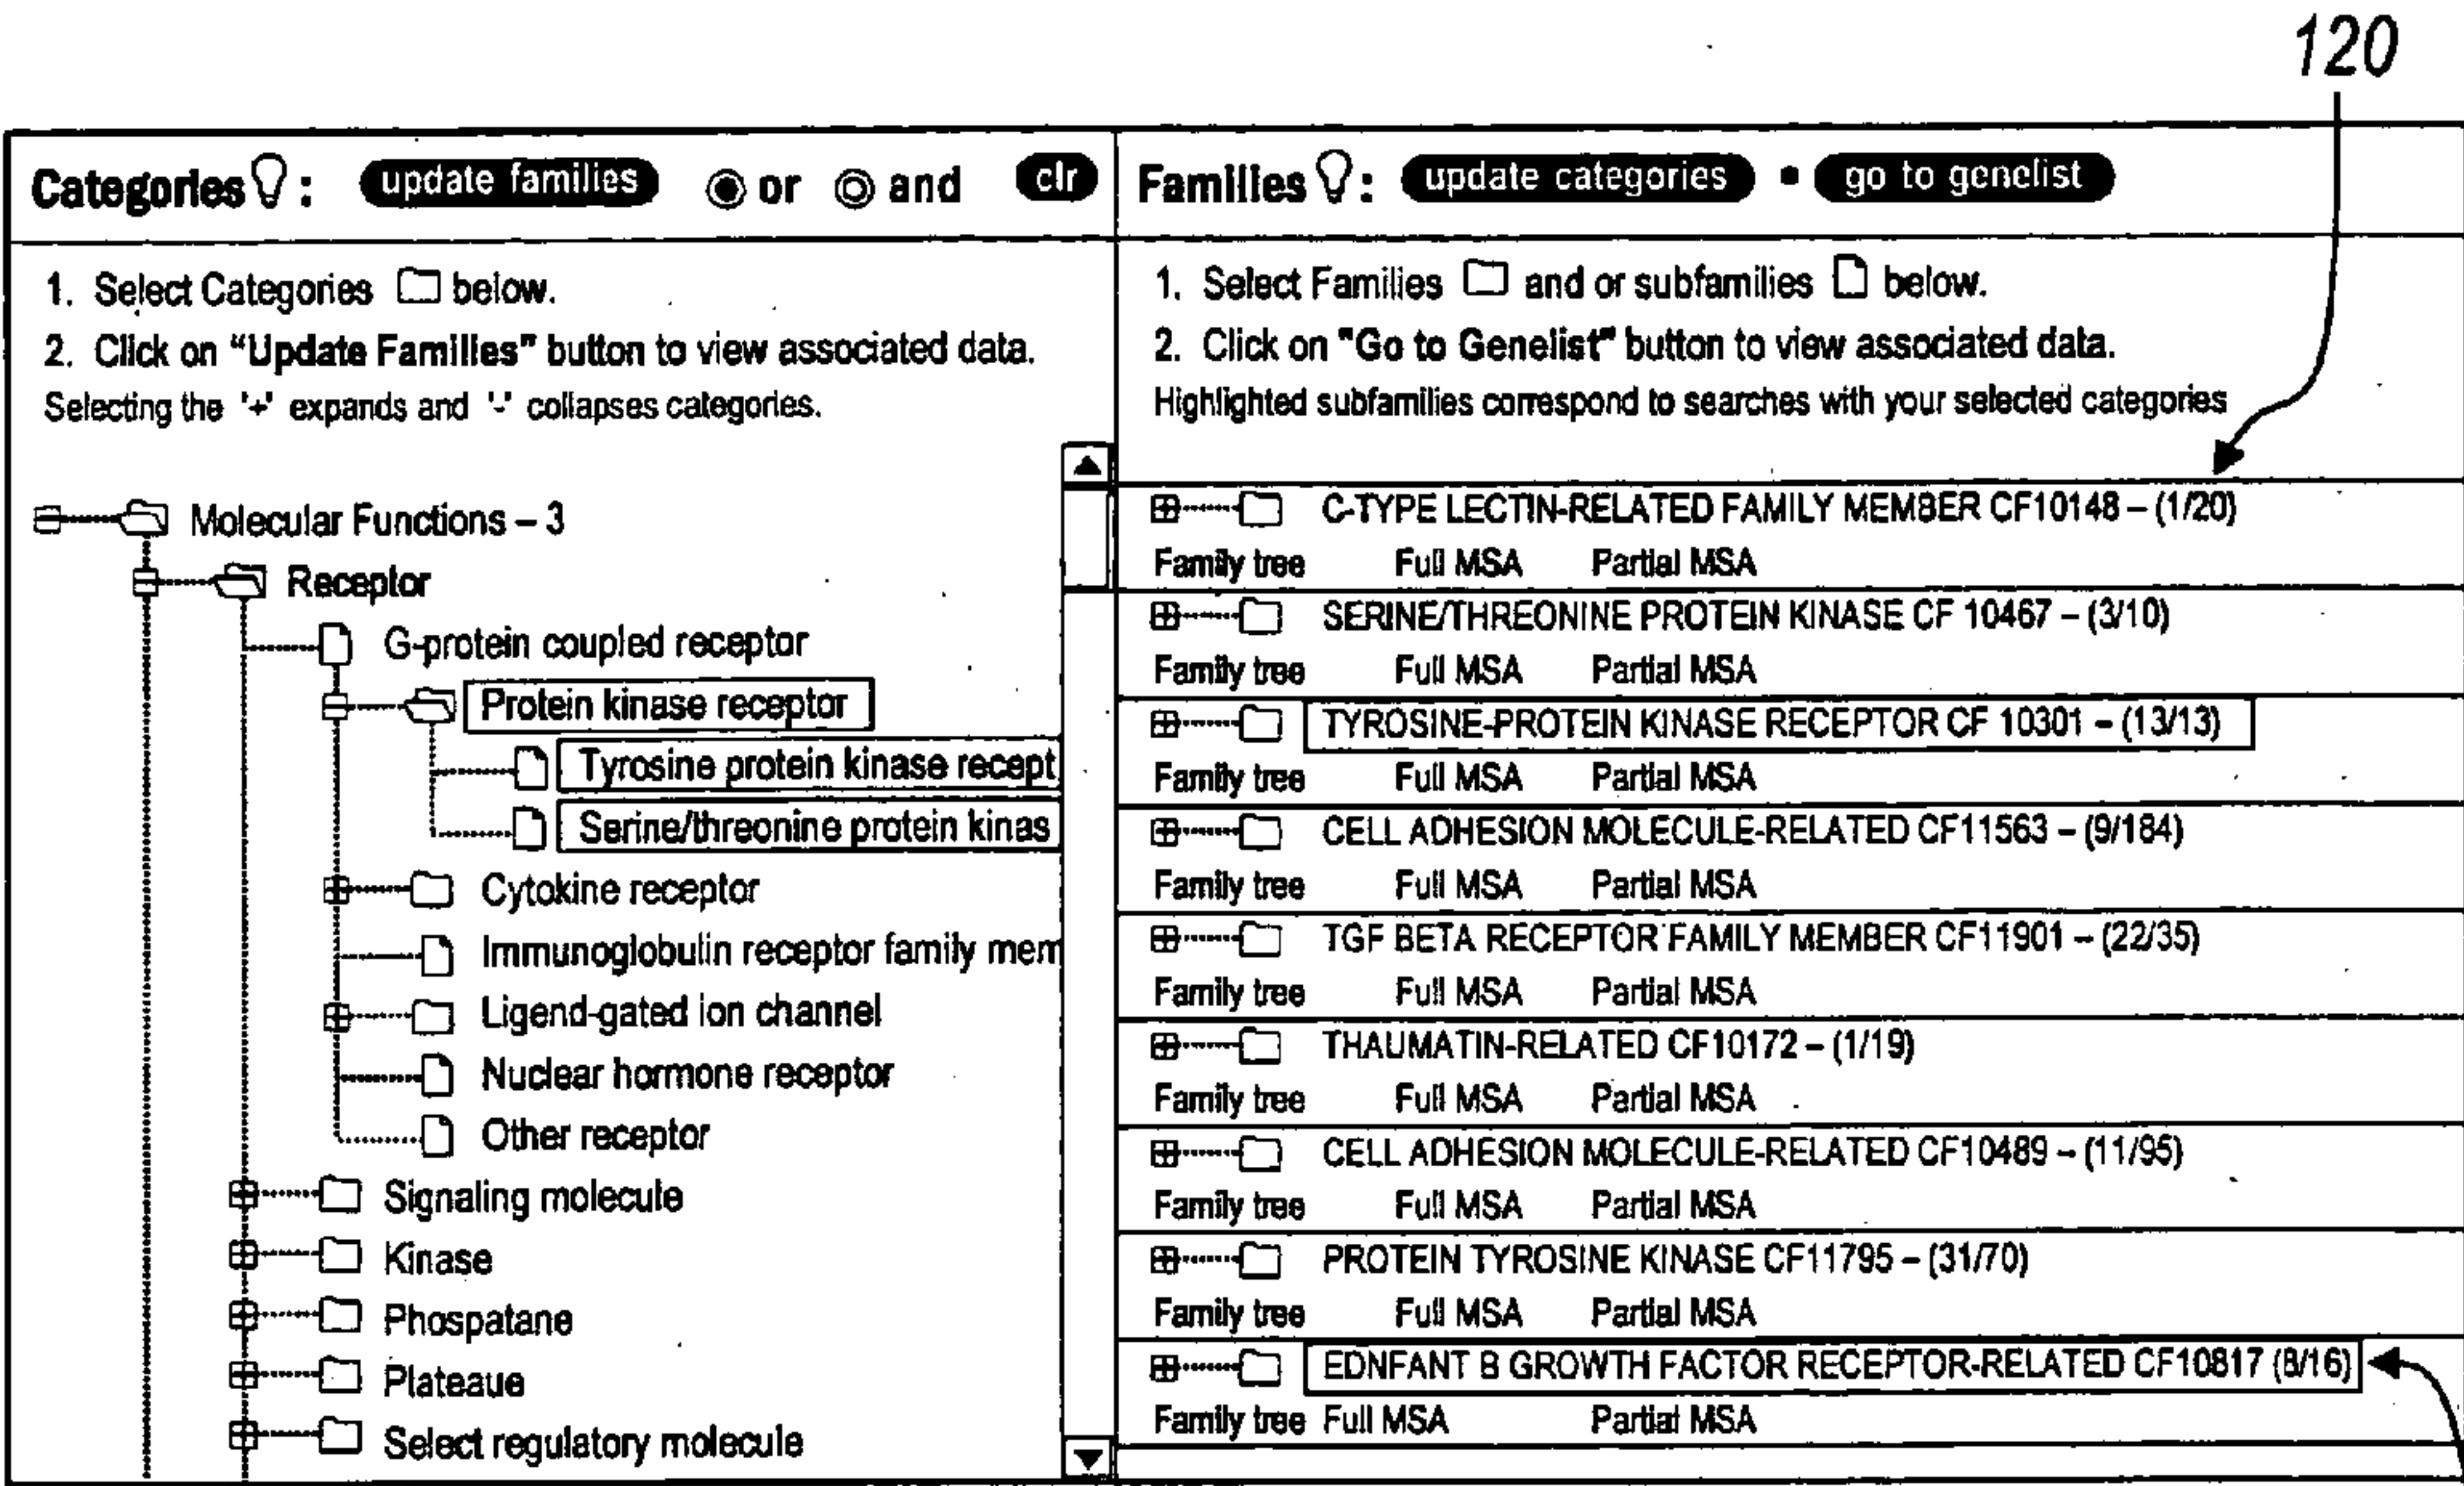 120
Categories : update families or and clr
1. Select Categories below.
2. Click on “Update Families” button to view associated data.
Selecting the '+' expands and '-' collapses categories.
Molecular Functions – 3
Receptor
G-protein coupled receptor
Protein kinase receptor
Tyrosine protein kinase recept
Serine/threonine protein kinas
Cytokine receptor
Immunoglobulin receptor family mem
Ligend-gated ion channel
Nuclear hormone receptor
Other receptor
Signaling molecule
Kinase
Phospatane
Plateaue
Select regulatory molecule
Families : update categories • go to genelist
1. Select Families and or subfamilies below.
2. Click on "Go to Genelist" button to view associated data.
Highlighted subfamilies correspond to searches with your selected categories
C-TYPE LECTIN-RELATED FAMILY MEMBER CF10148 – (1/20)
Family tree Full MSA Partial MSA
SERINE/THREONINE PROTEIN KINASE CF 10467 – (3/10)
Family tree Full MSA Partial MSA
TYROSINE-PROTEIN KINASE RECEPTOR CF 10301 – (13/13)
Family tree Full MSA Partial MSA
CELL ADHESION MOLECULE-RELATED CF11563 – (9/184)
Family tree Full MSA Partial MSA
TGF BETA RECEPTOR FAMILY MEMBER CF11901 – (22/35)
Family tree Full MSA Partial MSA
THAUMATIN-RELATED CF10172 – (1/19)
Family tree Full MSA Partial MSA
CELL ADHESION MOLECULE-RELATED CF10489 – (11/95)
Family tree Full MSA Partial MSA
PROTEIN TYROSINE KINASE CF11795 – (31/70)
Family tree Full MSA Partial MSA
EDNFANT B GROWTH FACTOR RECEPTOR-RELATED CF10817 (8/16)
Family tree Full MSA Partial MSA